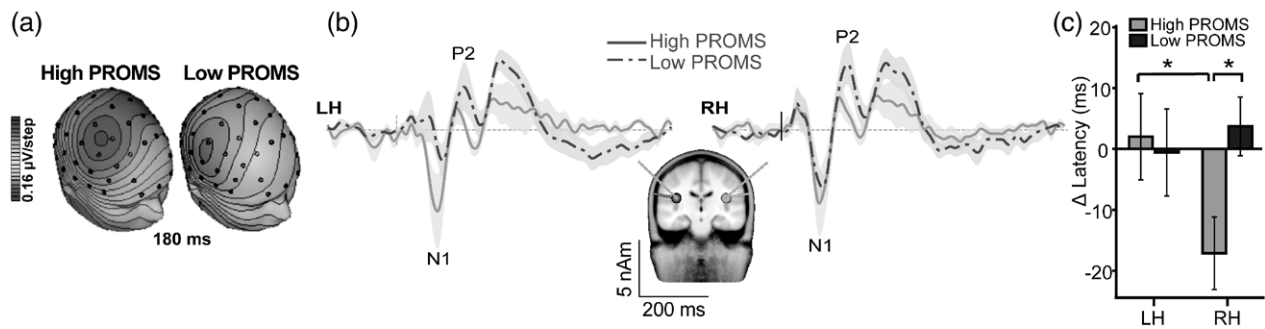 (a)
High PROMS Low PROMS
0.16 µV/step
180 ms
(b)
LH
P2
N1
High PROMS
Low PROMS
RH
P2
N1
5 nAm
200 ms
(c)
High PROMS
Low PROMS
* *
Δ Latency (ms)
20
10
0
-10
-20
LH RH